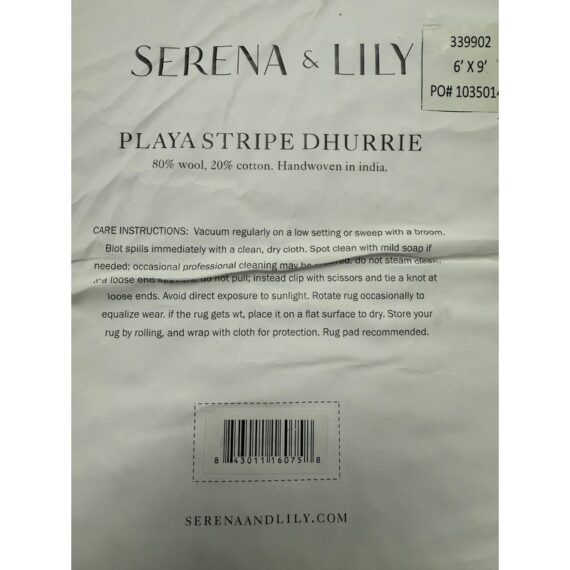 SERENA & LILY
339902
6' X 9'
PO# 103501
PLAYA STRIPE DHURRIE
80% wool, 20% cotton. Handwoven in india.
CARE INSTRUCTIONS: Vacuum regularly on a low setting or sweep with a broom.
Blot spills immediately with a clean, dry cloth. Spot clean with mild soap if
needed; occasional professional cleaning may be do not steam clean.
loose end do not pull; instead clip with scissors and tie a knot at
loose ends. Avoid direct exposure to sunlight. Rotate rug occasionally to
equalize wear. if the rug gets wt, place it on a flat surface to dry. Store your
rug by rolling, and wrap with cloth for protection. Rug pad recommended.
8 43011 16075 8
SERENAANDLILY.COM